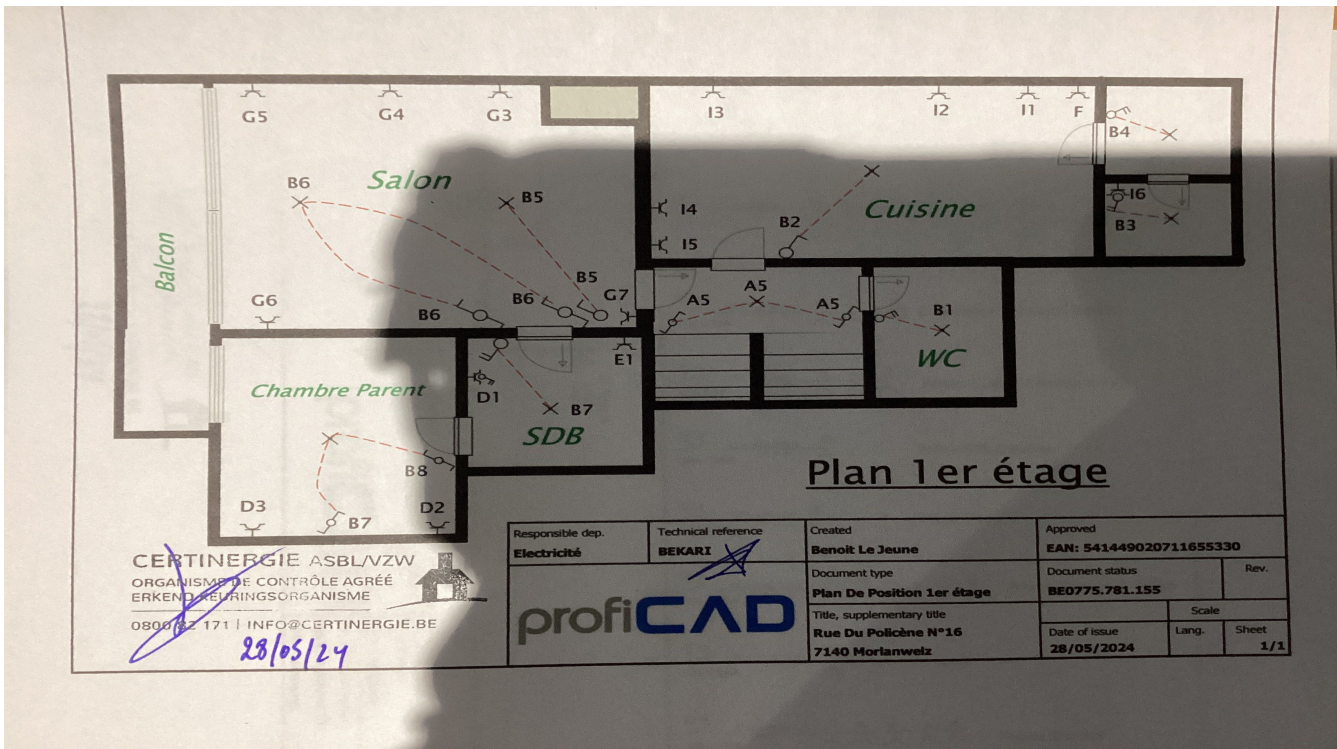 G5
G4
G3
I3
I2
I1
F
B4
B6
Salon
B5
I4
I5
B2
Cuisine
I6
B3
Balcon
G6
B6
B6
B5
G7
A5
A5
A5
B1
WC
E1
Chambre Parent
D1
B7
SDB
B8
D3
B7
D2
Plan 1er étage
CERTINERGIE ASBL/VZW
ORGANISME DE CONTRÔLE AGRÉÉ
ERKEND KEURINGSORGANISME
0800/82 171 | INFO@CERTINERGIE.BE
28/05/24
Responsible dep.
Electricité
Technical reference
BEKARI
Created
Benoit Le Jeune
Approved
EAN: 541449020711655330
Document type
Plan De Position 1er étage
Document status
BE0775.781.155
Rev.
profiCAD
Title, supplementary title
Rue Du Policène N°16
7140 Morlanwelz
Scale
Date of issue
28/05/2024
Lang.
Sheet
1/1